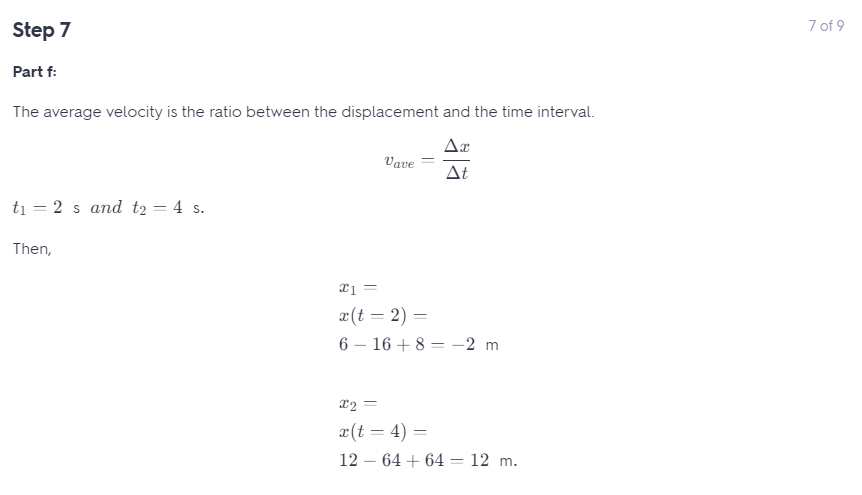 Step 7
7 of 9
Part f:
The average velocity is the ratio between the displacement and the time interval.
v_ave = Δx/Δt
t₁ = 2 s and t₂ = 4 s.
Then,
x₁ =
x(t = 2) =
6 − 16 + 8 = −2 m
x₂ =
x(t = 4) =
12 − 64 + 64 = 12 m.